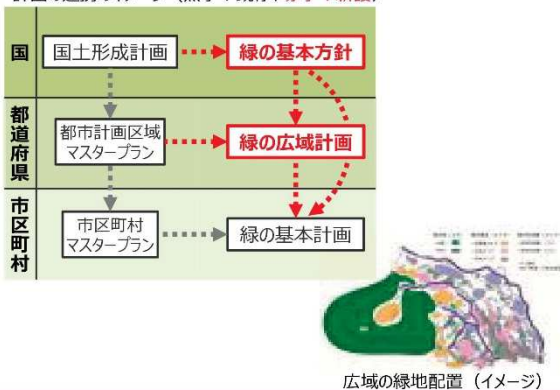 国
国土形成計画
緑の基本方針
都道府県
都市計画区域
マスタープラン
緑の広域計画
市区町村
市区町村
マスタープラン
緑の基本計画
広域の緑地配置（イメージ）